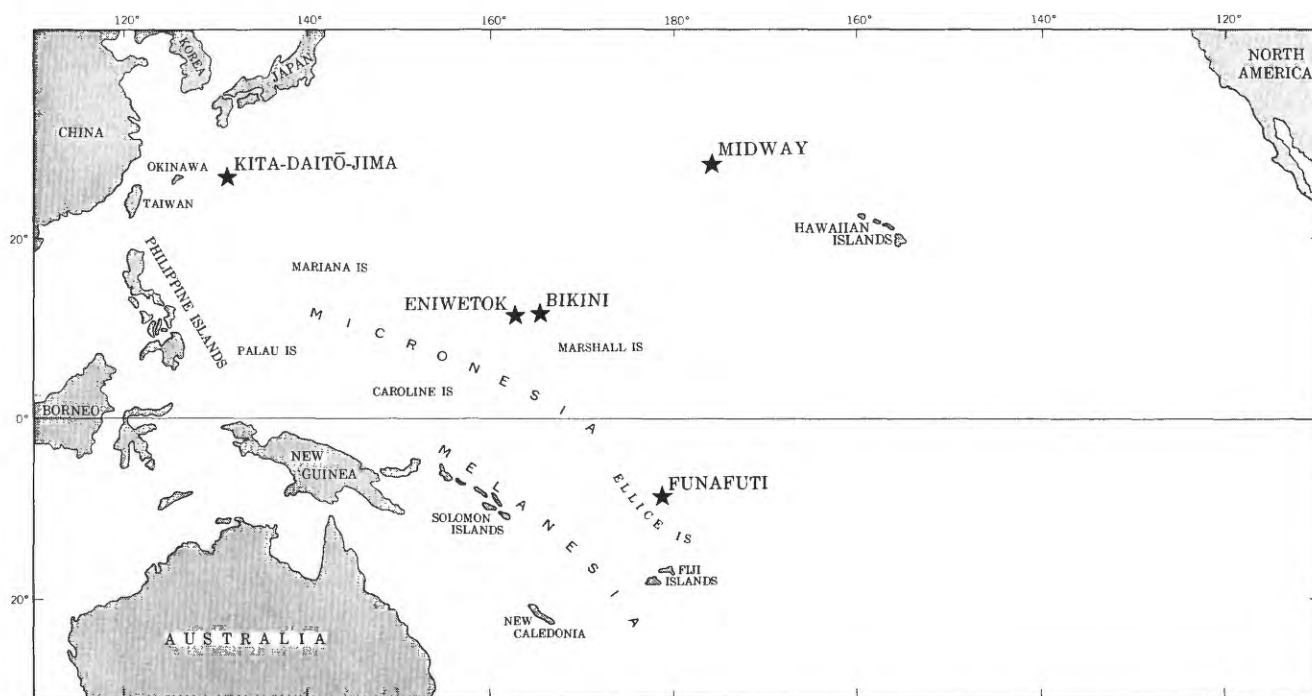 120° 140° 160° 180° 160° 140° 120°
KOREA
JAPAN
NORTH
AMERICA
CHINA
MIDWAY
OKINAWA
KITA-DAITŌ-JIMA
TAIWAN
HAWAIIAN
ISLANDS
20°
PHILIPPINE ISLANDS
MARIANA IS
ENIWETOK
BIKINI
MICRONESIA
PALAU IS
MARSHALL IS
CAROLINE IS
BORNEO
0°
NEW
GUINEA
MELANESIA
ELLICE IS
FUNAFUTI
SOLOMON
ISLANDS
FIJI
ISLANDS
20°
NEW
CALEDONIA
AUSTRALIA